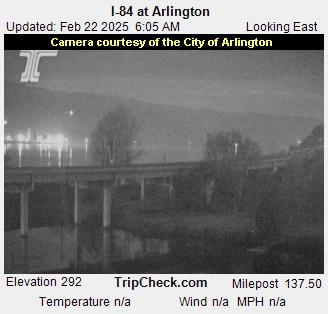 I-84 at Arlington
Updated: Feb 22 2025 6:05 AM Looking East
Camera courtesy of the City of Arlington
Elevation 292 TripCheck.com Milepost 137.50
Temperature n/a Wind n/a MPH n/a